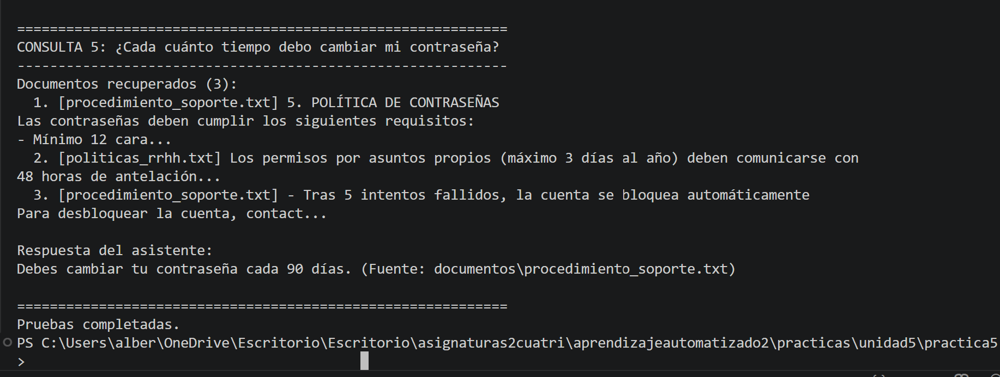 ============================================================
CONSULTA 5: ¿Cada cuánto tiempo debo cambiar mi contraseña?
------------------------------------------------------------
Documentos recuperados (3):
  1. [procedimiento_soporte.txt] 5. POLÍTICA DE CONTRASEÑAS
Las contraseñas deben cumplir los siguientes requisitos:
- Mínimo 12 cara...
  2. [politicas_rrhh.txt] Los permisos por asuntos propios (máximo 3 días al año) deben comunicarse con
48 horas de antelación...
  3. [procedimiento_soporte.txt] - Tras 5 intentos fallidos, la cuenta se bloquea automáticamente
Para desbloquear la cuenta, contact...

Respuesta del asistente:
Debes cambiar tu contraseña cada 90 días. (Fuente: documentos\procedimiento_soporte.txt)

============================================================
Pruebas completadas.
PS C:\Users\alber\OneDrive\Escritorio\Escritorio\asignaturas2cuatri\aprendizajeautomatizado2\practicas\unidad5\practica5
>